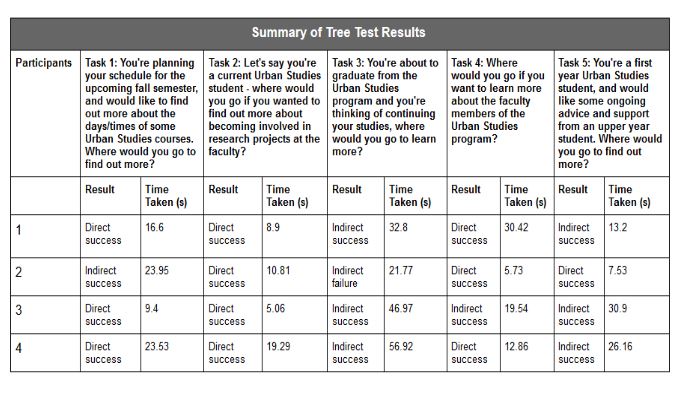 Summary of Tree Test Results
Participants
Task 1: You're planning
your schedule for the
upcoming fall semester,
and would like to find
out more about the
days/times of some
Urban Studies courses.
Where would you go to
find out more?
Task 2: Let's say you're
a current Urban Studies
student - where would
you go if you wanted to
find out more about
becoming involved in
research projects at the
faculty?
Task 3: You're about to
graduate from the
Urban Studies
program and you're
thinking of continuing
your studies, where
would you go to learn
more?
Task 4: Where
would you go if you
want to learn more
about the faculty
members of the
Urban Studies
program?
Task 5: You're a first
year Urban Studies
student, and would
like some ongoing
advice and support
from an upper year
student. Where would
you go to find out
more?
Result
Time
Taken (s)
Result
Time
Taken (s)
Result
Time
Taken (s)
Result
Time
Taken (s)
Result
Time
Taken (s)
1
Direct
success
16.6
Direct
success
8.9
Indirect
success
32.8
Direct
success
30.42
Indirect
success
13.2
2
Indirect
success
23.95
Direct
success
10.81
Indirect
failure
21.77
Direct
success
5.73
Direct
success
7.53
3
Direct
success
9.4
Direct
success
5.06
Indirect
success
46.97
Indirect
success
19.54
Indirect
success
30.9
4
Direct
success
23.53
Direct
success
19.29
Indirect
success
56.92
Direct
success
12.86
Indirect
success
26.16